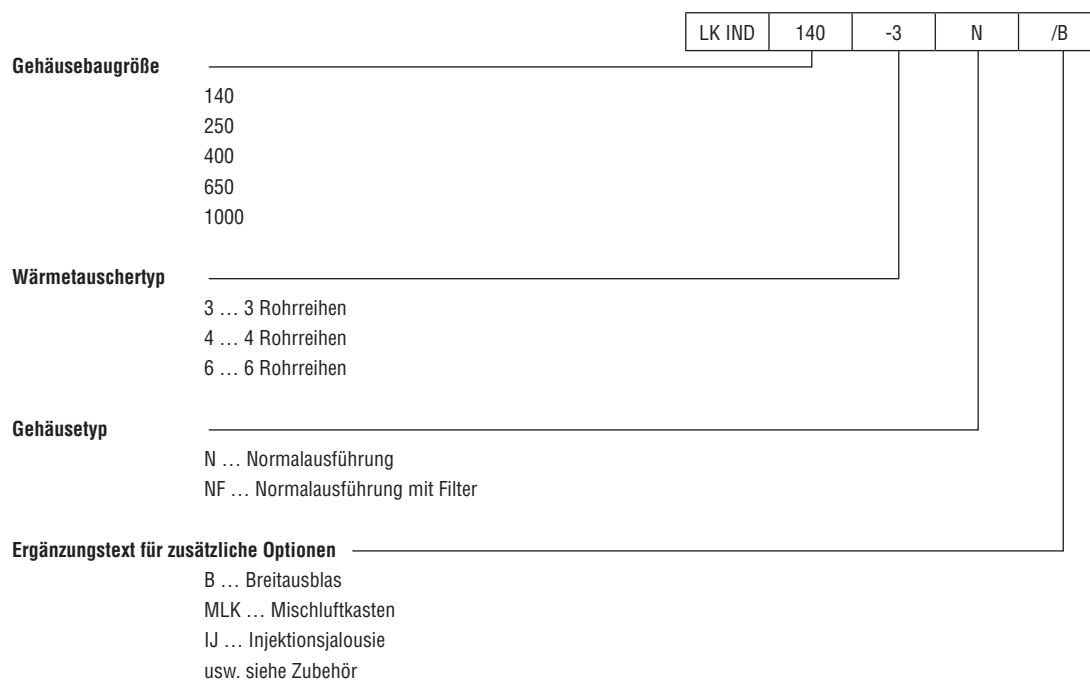 LK IND 140 -3 N /B
Gehäusebaugröße
140
250
400
650
1000
Wärmetauschertyp
3 … 3 Rohrreihen
4 … 4 Rohrreihen
6 … 6 Rohrreihen
Gehäusetyp
N … Normalausführung
NF … Normalausführung mit Filter
Ergänzungstext für zusätzliche Optionen
B … Breitausblas
MLK … Mischluftkasten
IJ … Injektionsjalousie
usw. siehe Zubehör